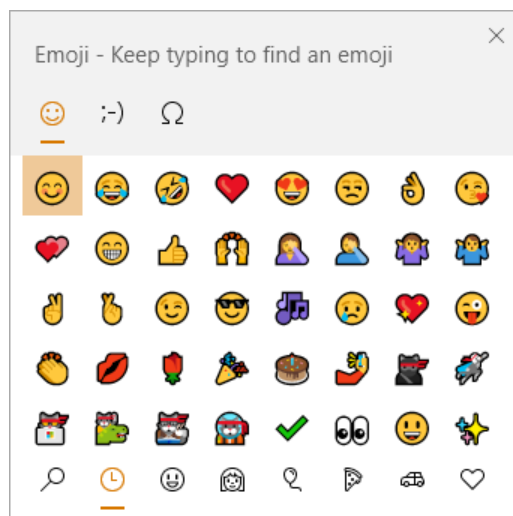 Emoji - Keep typing to find an emoji
;-) Ω